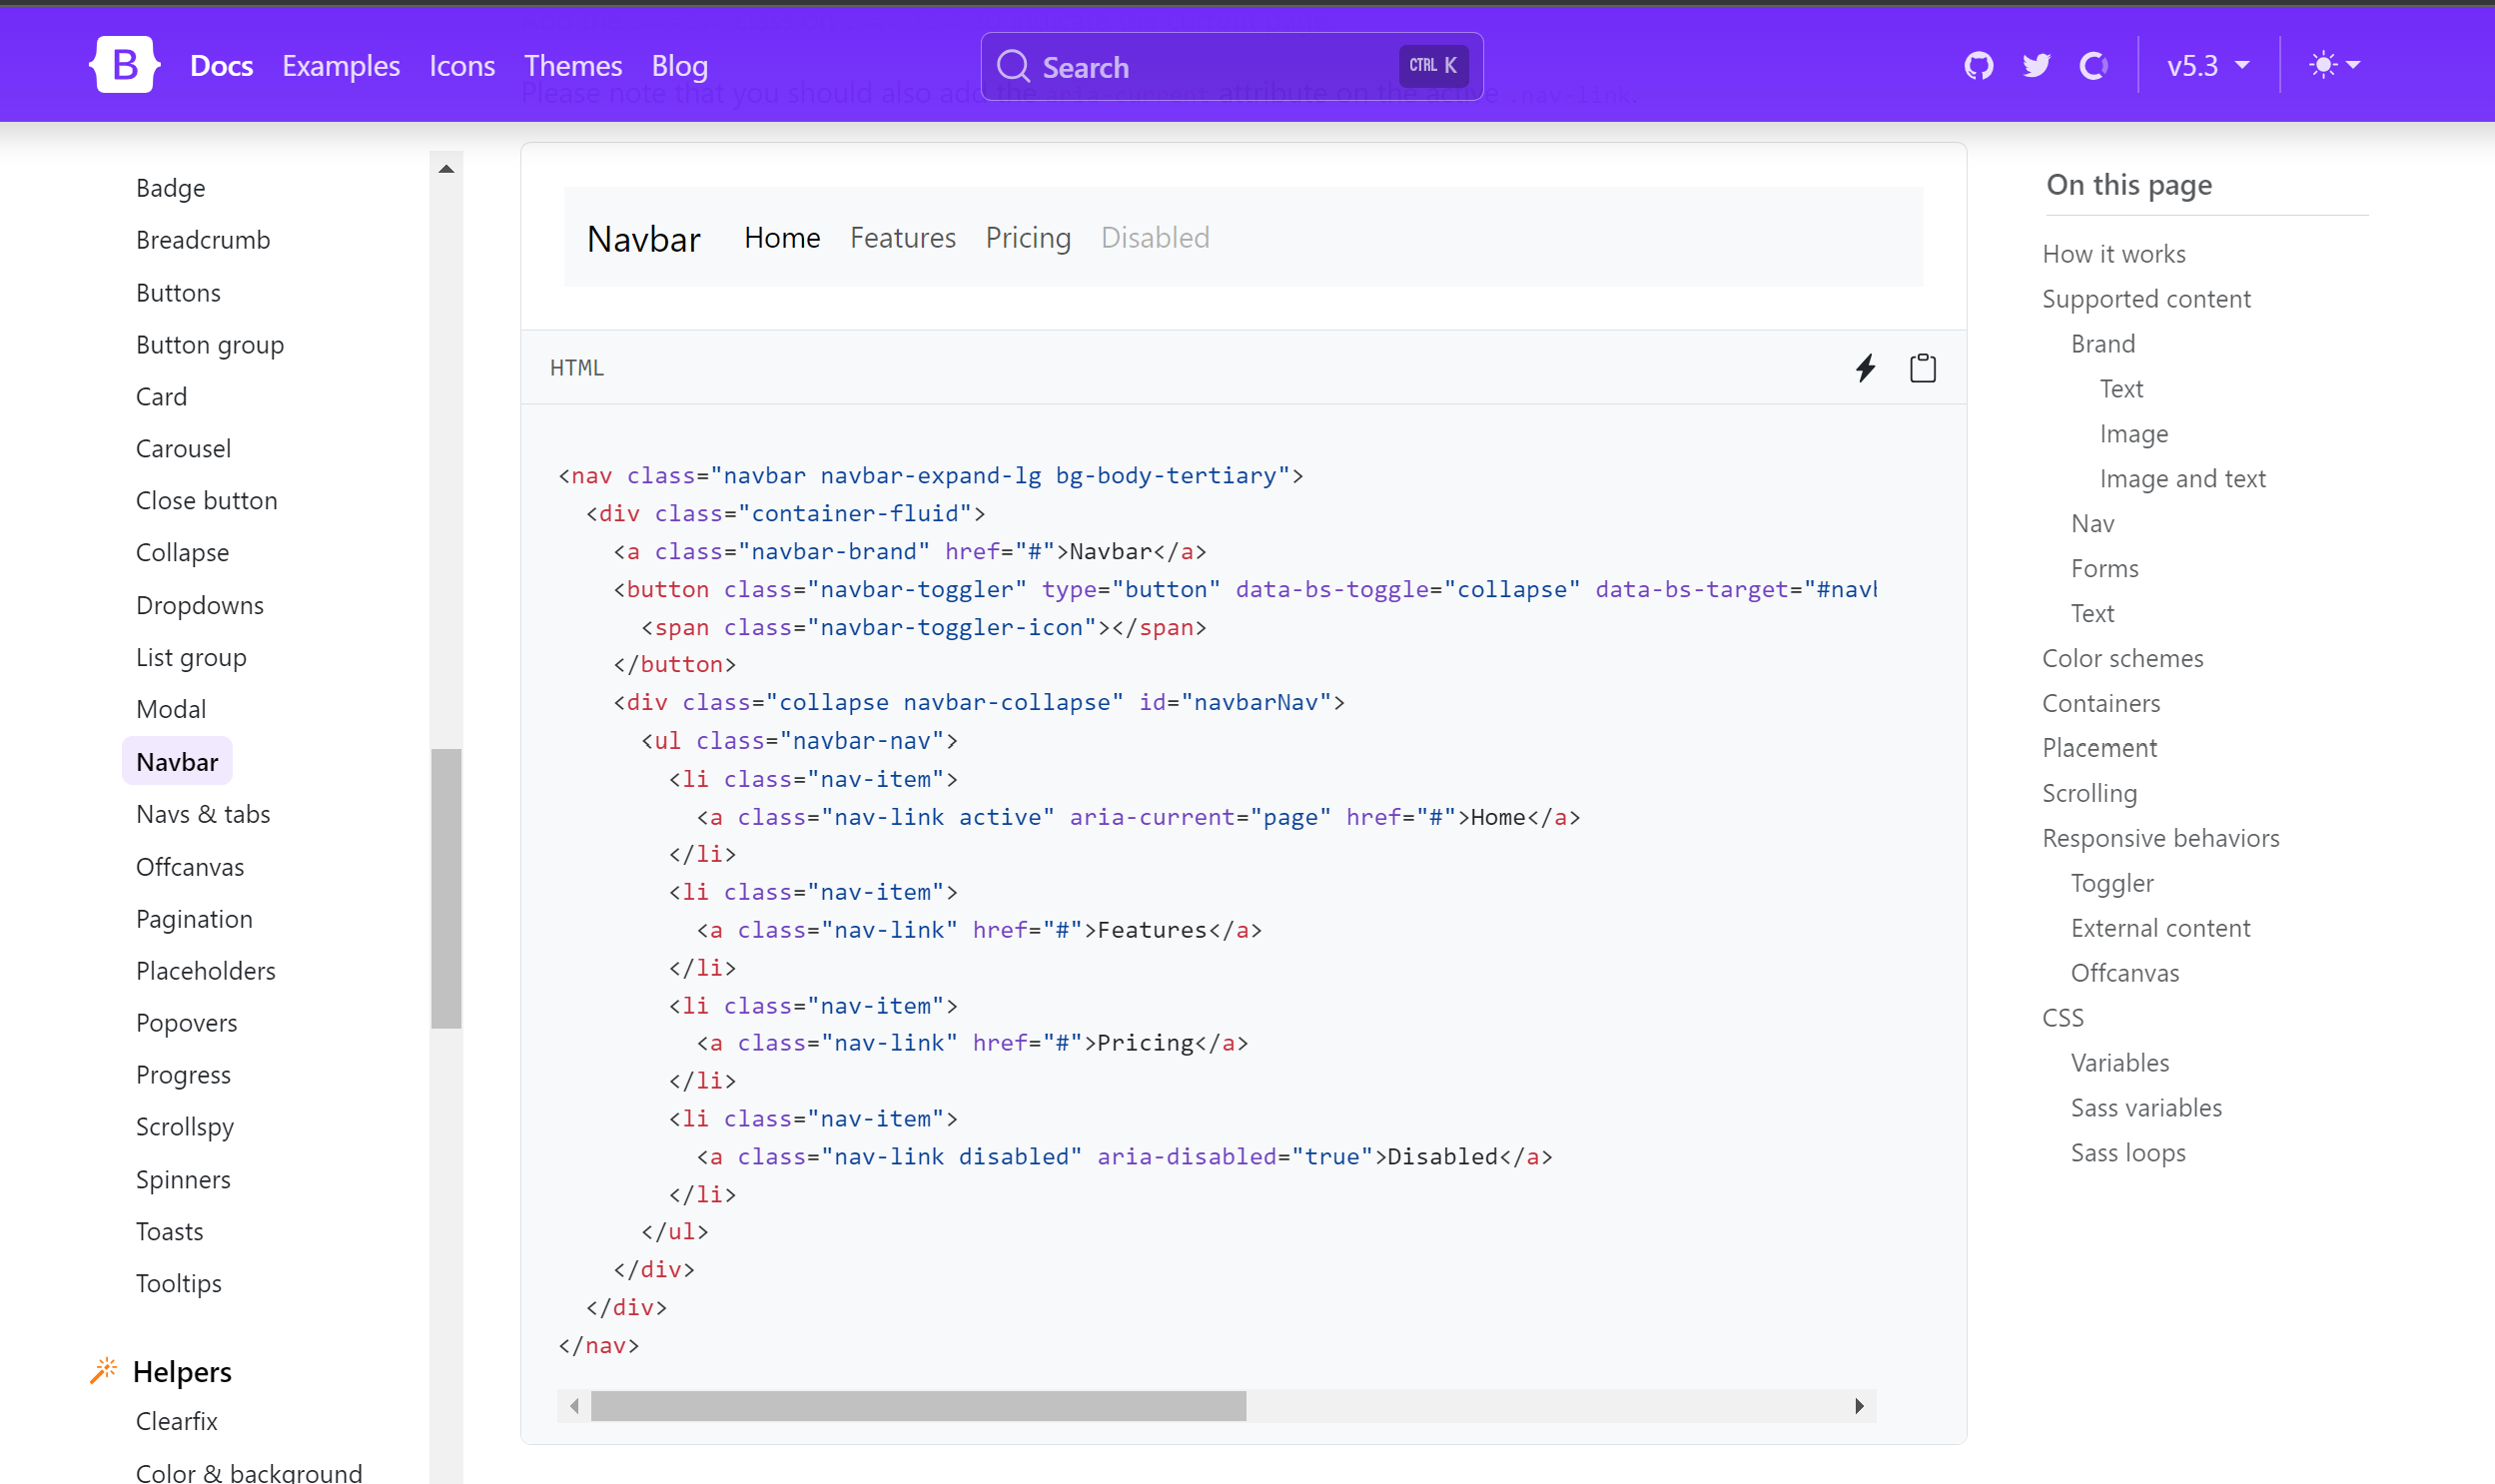 B Docs Examples Icons Themes Blog Search CTRL K v5.3
Please note that you should also add the aria-current attribute on the active .nav-link.
Badge
Breadcrumb
Buttons
Button group
Card
Carousel
Close button
Collapse
Dropdowns
List group
Modal
Navbar
Navs & tabs
Offcanvas
Pagination
Placeholders
Popovers
Progress
Scrollspy
Spinners
Toasts
Tooltips
Helpers
Clearfix
Color & background
Navbar Home Features Pricing Disabled
HTML
<nav class="navbar navbar-expand-lg bg-body-tertiary">
<div class="container-fluid">
<a class="navbar-brand" href="#">Navbar</a>
<button class="navbar-toggler" type="button" data-bs-toggle="collapse" data-bs-target="#navb
<span class="navbar-toggler-icon"></span>
</button>
<div class="collapse navbar-collapse" id="navbarNav">
<ul class="navbar-nav">
<li class="nav-item">
<a class="nav-link active" aria-current="page" href="#">Home</a>
</li>
<li class="nav-item">
<a class="nav-link" href="#">Features</a>
</li>
<li class="nav-item">
<a class="nav-link" href="#">Pricing</a>
</li>
<li class="nav-item">
<a class="nav-link disabled" aria-disabled="true">Disabled</a>
</li>
</ul>
</div>
</div>
</nav>
On this page
How it works
Supported content
Brand
Text
Image
Image and text
Nav
Forms
Text
Color schemes
Containers
Placement
Scrolling
Responsive behaviors
Toggler
External content
Offcanvas
CSS
Variables
Sass variables
Sass loops